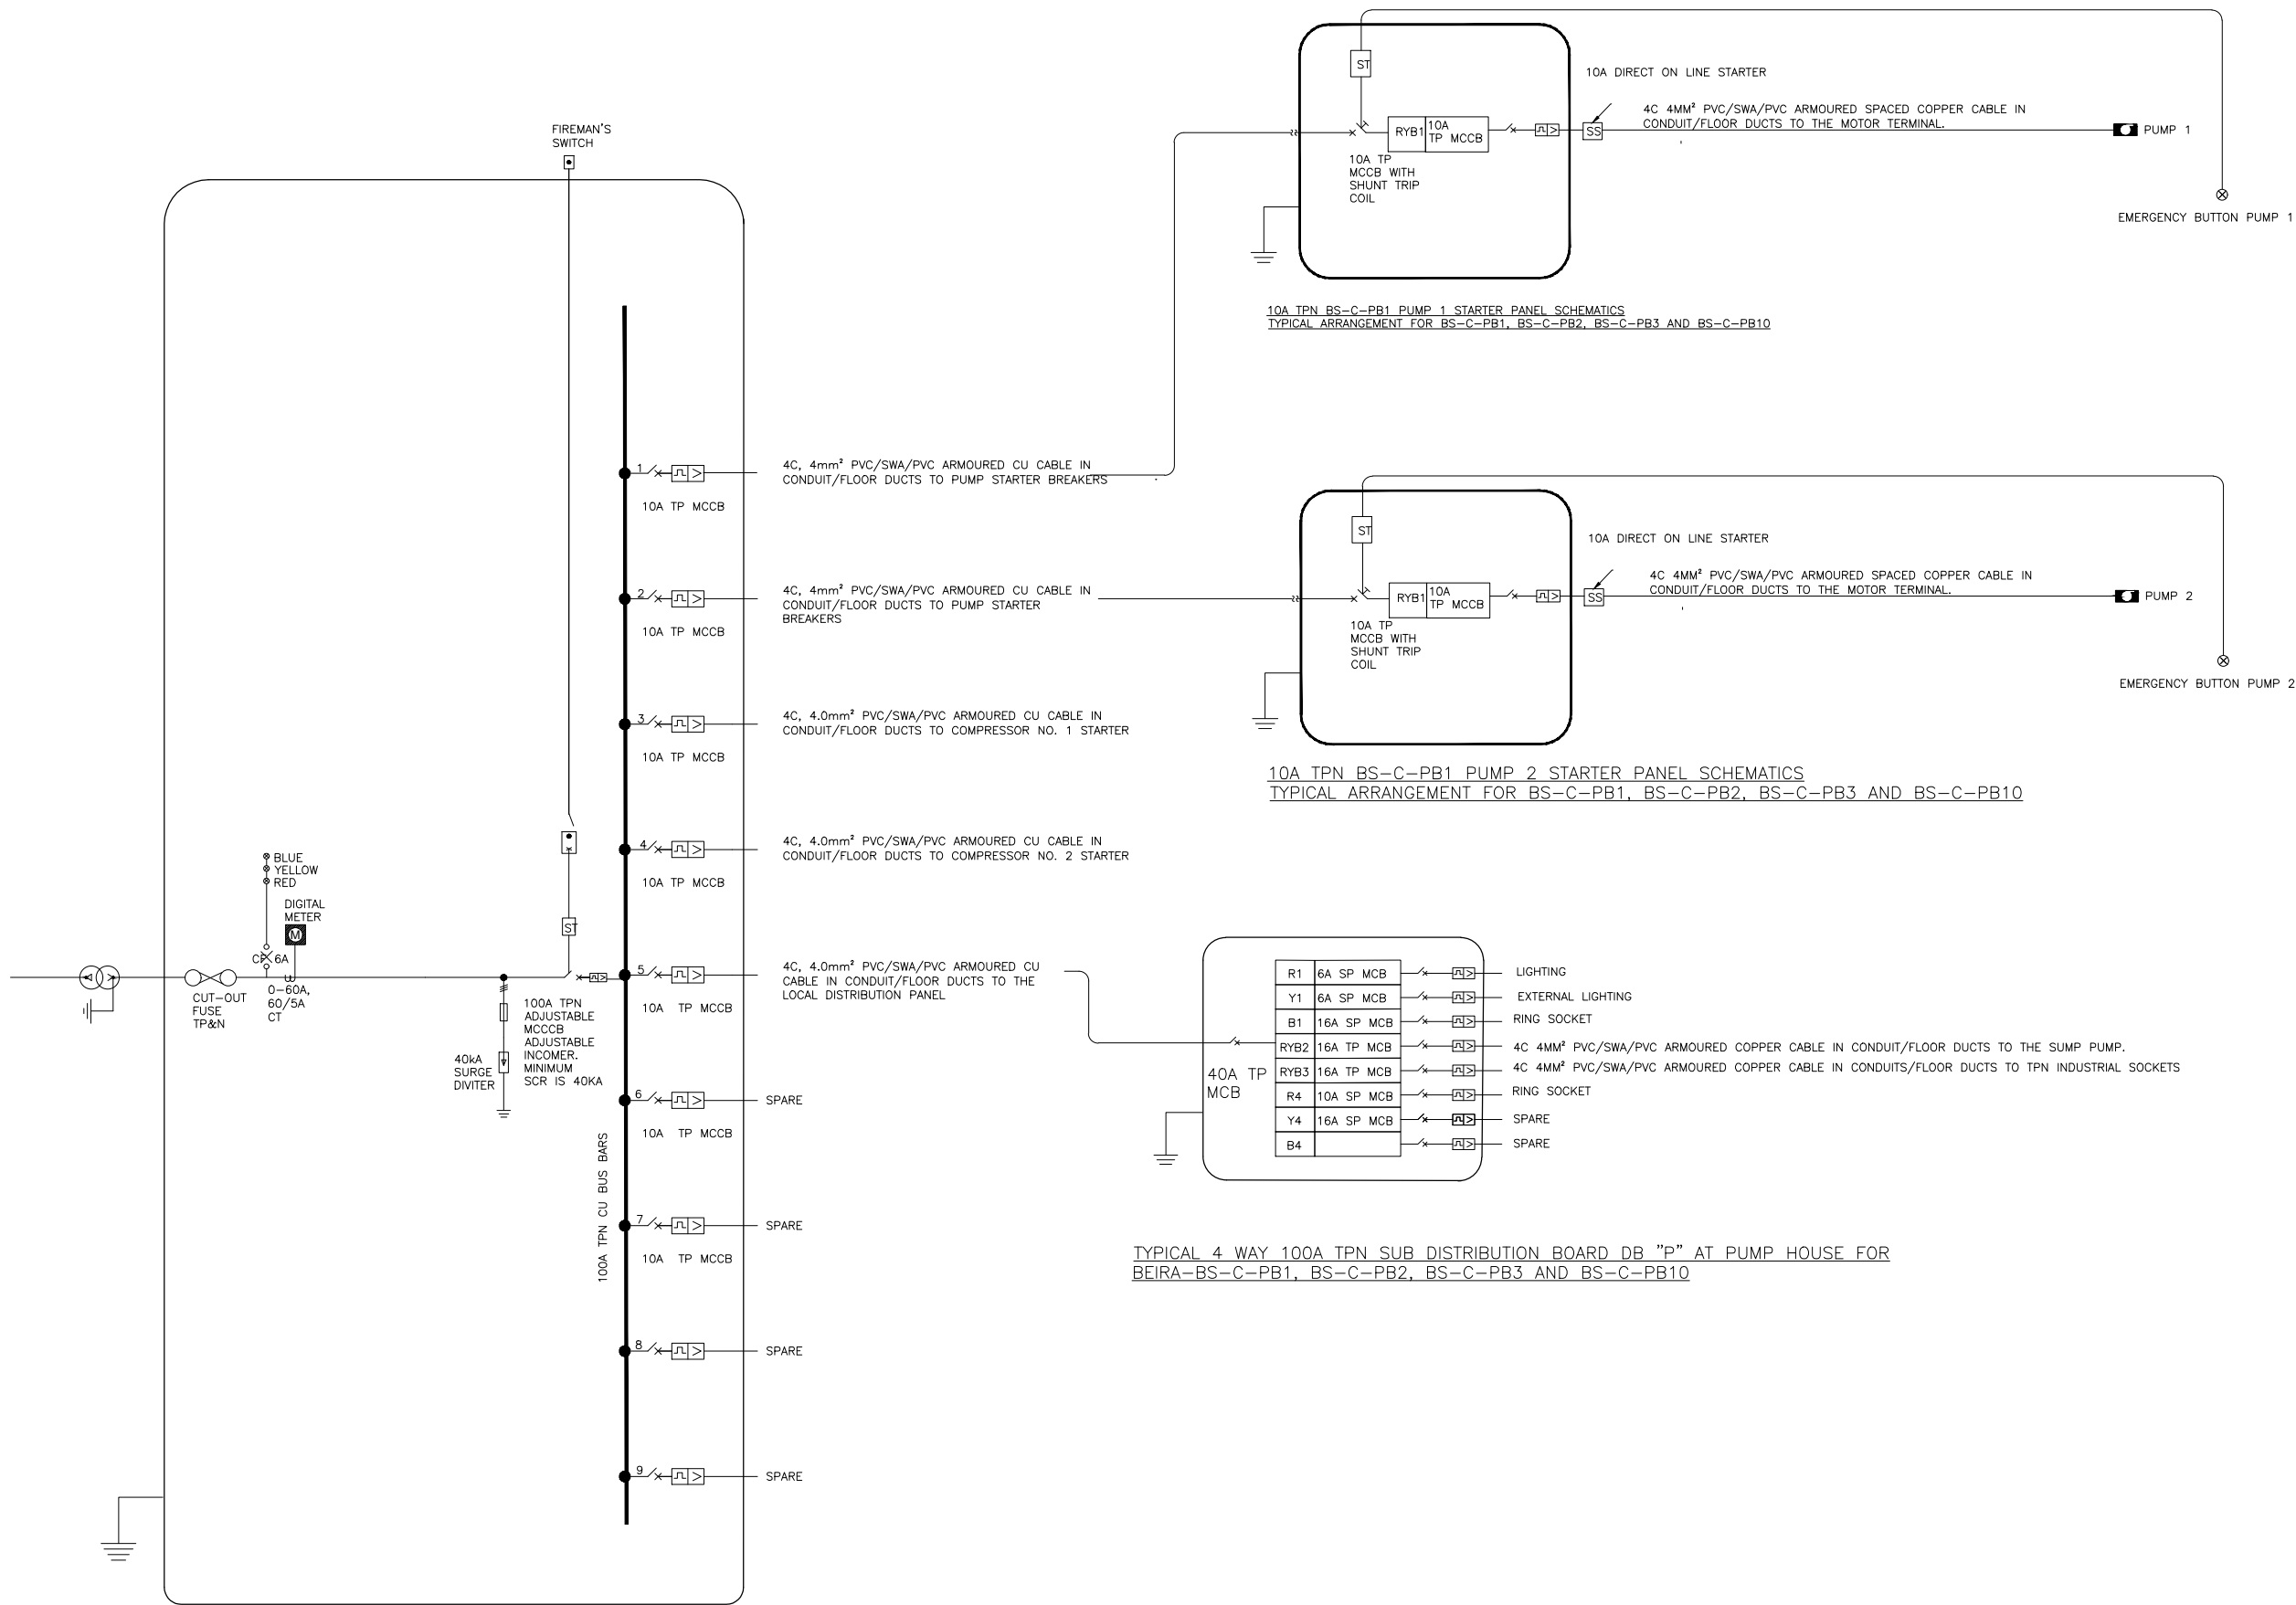 FIREMAN'S
SWITCH
BLUE
YELLOW
RED
DIGITAL
METER
M
CP 6A
CUT-OUT
FUSE
TP&N
0-60A,
60/5A
CT
ST
40kA
SURGE
DIVITER
100A TPN
ADJUSTABLE
MCCCB
ADJUSTABLE
INCOMER.
MINIMUM
SCR IS 40KA
100A TPN CU BUS BARS
1
10A TP MCCB
4C, 4mm² PVC/SWA/PVC ARMOURED CU CABLE IN
CONDUIT/FLOOR DUCTS TO PUMP STARTER BREAKERS
2
10A TP MCCB
4C, 4mm² PVC/SWA/PVC ARMOURED CU CABLE IN
CONDUIT/FLOOR DUCTS TO PUMP STARTER
BREAKERS
3
10A TP MCCB
4C, 4.0mm² PVC/SWA/PVC ARMOURED CU CABLE IN
CONDUIT/FLOOR DUCTS TO COMPRESSOR NO. 1 STARTER
4
10A TP MCCB
4C, 4.0mm² PVC/SWA/PVC ARMOURED CU CABLE IN
CONDUIT/FLOOR DUCTS TO COMPRESSOR NO. 2 STARTER
5
10A TP MCCB
4C, 4.0mm² PVC/SWA/PVC ARMOURED CU
CABLE IN CONDUIT/FLOOR DUCTS TO THE
LOCAL DISTRIBUTION PANEL
6
10A TP MCCB
SPARE
7
10A TP MCCB
SPARE
8
SPARE
9
SPARE
ST
RYB1
10A
TP MCCB
10A TP
MCCB WITH
SHUNT TRIP
COIL
SS
10A DIRECT ON LINE STARTER
4C 4MM² PVC/SWA/PVC ARMOURED SPACED COPPER CABLE IN
CONDUIT/FLOOR DUCTS TO THE MOTOR TERMINAL.
PUMP 1
EMERGENCY BUTTON PUMP 1
10A TPN BS-C-PB1 PUMP 1 STARTER PANEL SCHEMATICS
TYPICAL ARRANGEMENT FOR BS-C-PB1, BS-C-PB2, BS-C-PB3 AND BS-C-PB10
ST
RYB1
10A
TP MCCB
10A TP
MCCB WITH
SHUNT TRIP
COIL
SS
10A DIRECT ON LINE STARTER
4C 4MM² PVC/SWA/PVC ARMOURED SPACED COPPER CABLE IN
CONDUIT/FLOOR DUCTS TO THE MOTOR TERMINAL.
PUMP 2
EMERGENCY BUTTON PUMP 2
10A TPN BS-C-PB1 PUMP 2 STARTER PANEL SCHEMATICS
TYPICAL ARRANGEMENT FOR BS-C-PB1, BS-C-PB2, BS-C-PB3 AND BS-C-PB10
40A TP
MCB
R1 6A SP MCB LIGHTING
Y1 6A SP MCB EXTERNAL LIGHTING
B1 16A SP MCB RING SOCKET
RYB2 16A TP MCB 4C 4MM² PVC/SWA/PVC ARMOURED COPPER CABLE IN CONDUIT/FLOOR DUCTS TO THE SUMP PUMP.
RYB3 16A TP MCB 4C 4MM² PVC/SWA/PVC ARMOURED COPPER CABLE IN CONDUITS/FLOOR DUCTS TO TPN INDUSTRIAL SOCKETS
R4 10A SP MCB RING SOCKET
Y4 16A SP MCB SPARE
B4 SPARE
TYPICAL 4 WAY 100A TPN SUB DISTRIBUTION BOARD DB "P" AT PUMP HOUSE FOR
BEIRA-BS-C-PB1, BS-C-PB2, BS-C-PB3 AND BS-C-PB10